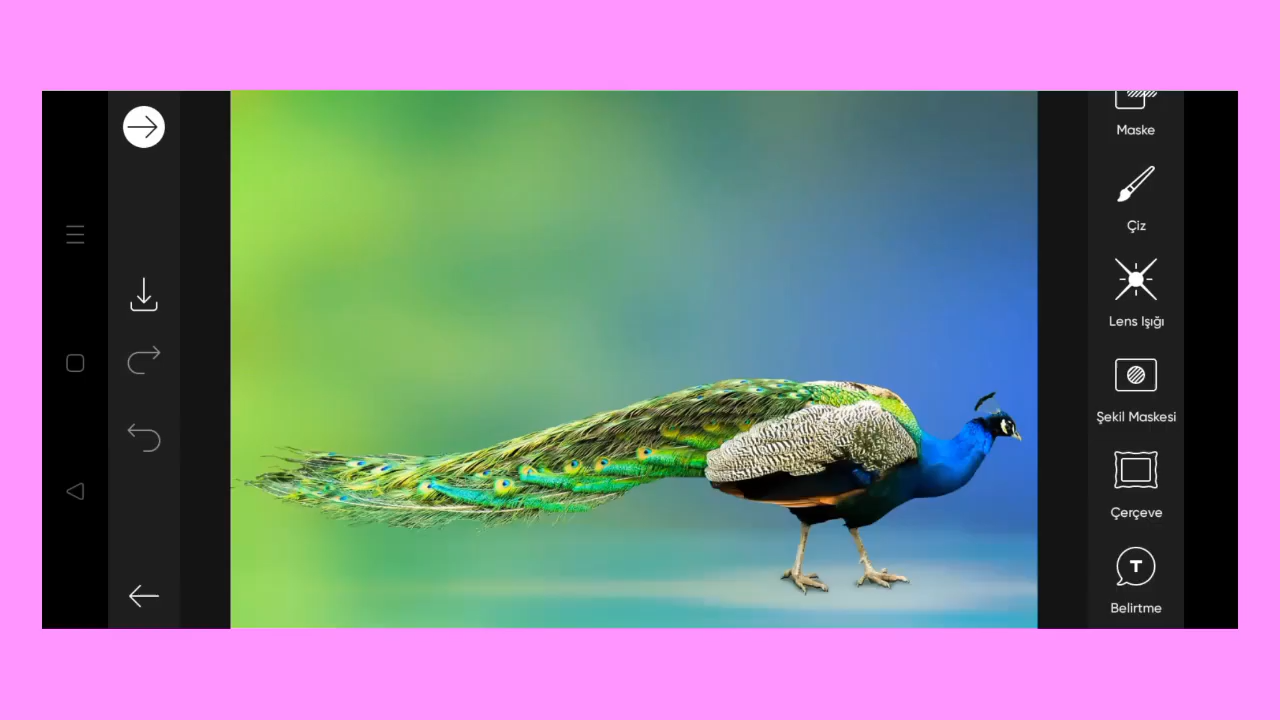 Maske
Çiz
Lens Işığı
Şekil Maskesi
Çerçeve
T
Belirtme